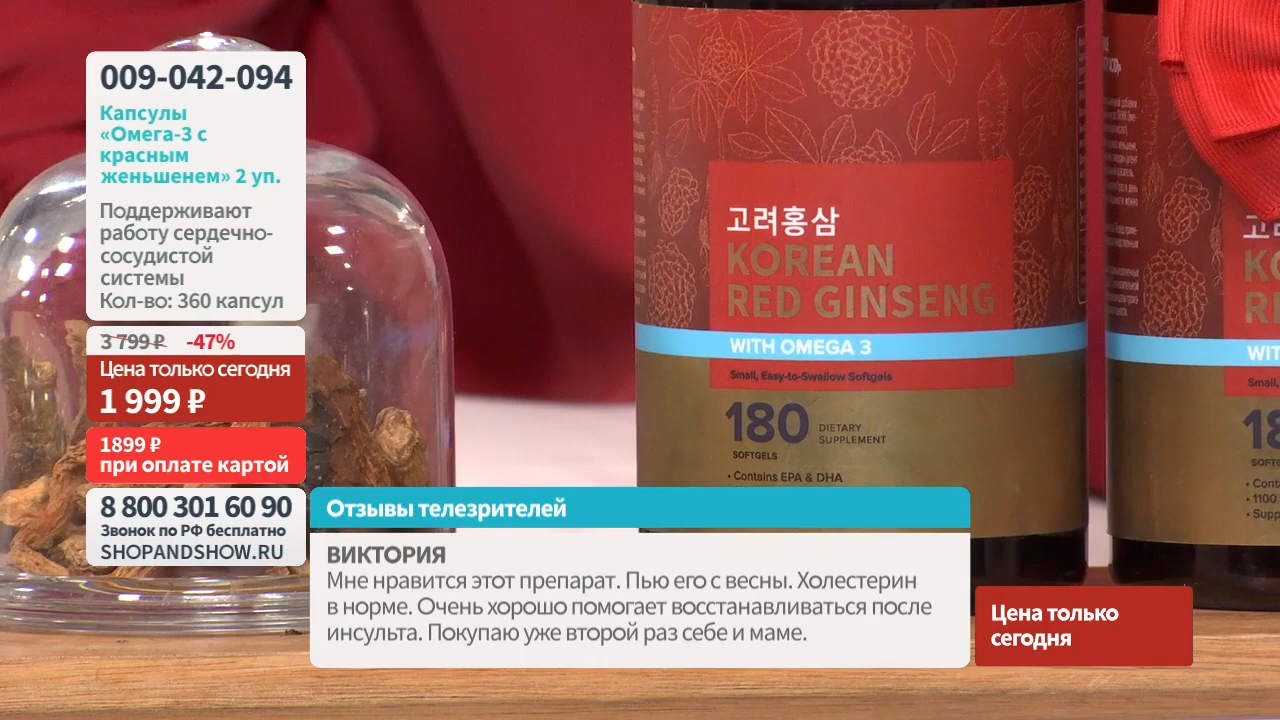 009-042-094
Капсулы
«Омега-3 с
красным
женьшенем» 2 уп.
Поддерживают
работу сердечно-
сосудистой
системы
Кол-во: 360 капсул
3 799 ₽ -47%
Цена только сегодня
1 999 ₽
1899 ₽
при оплате картой
8 800 301 60 90
Звонок по РФ бесплатно
SHOPANDSHOW.RU
Отзывы телезрителей
ВИКТОРИЯ
Мне нравится этот препарат. Пью его с весны. Холестерин
в норме. Очень хорошо помогает восстанавливаться после
инсульта. Покупаю уже второй раз себе и маме.
Цена только
сегодня
고려홍삼
KOREAN
RED GINSENG
WITH OMEGA 3
Small, Easy-to-Swallow Softgels
180 DIETARY
SUPPLEMENT
SOFTGELS
• Contains EPA & DHA